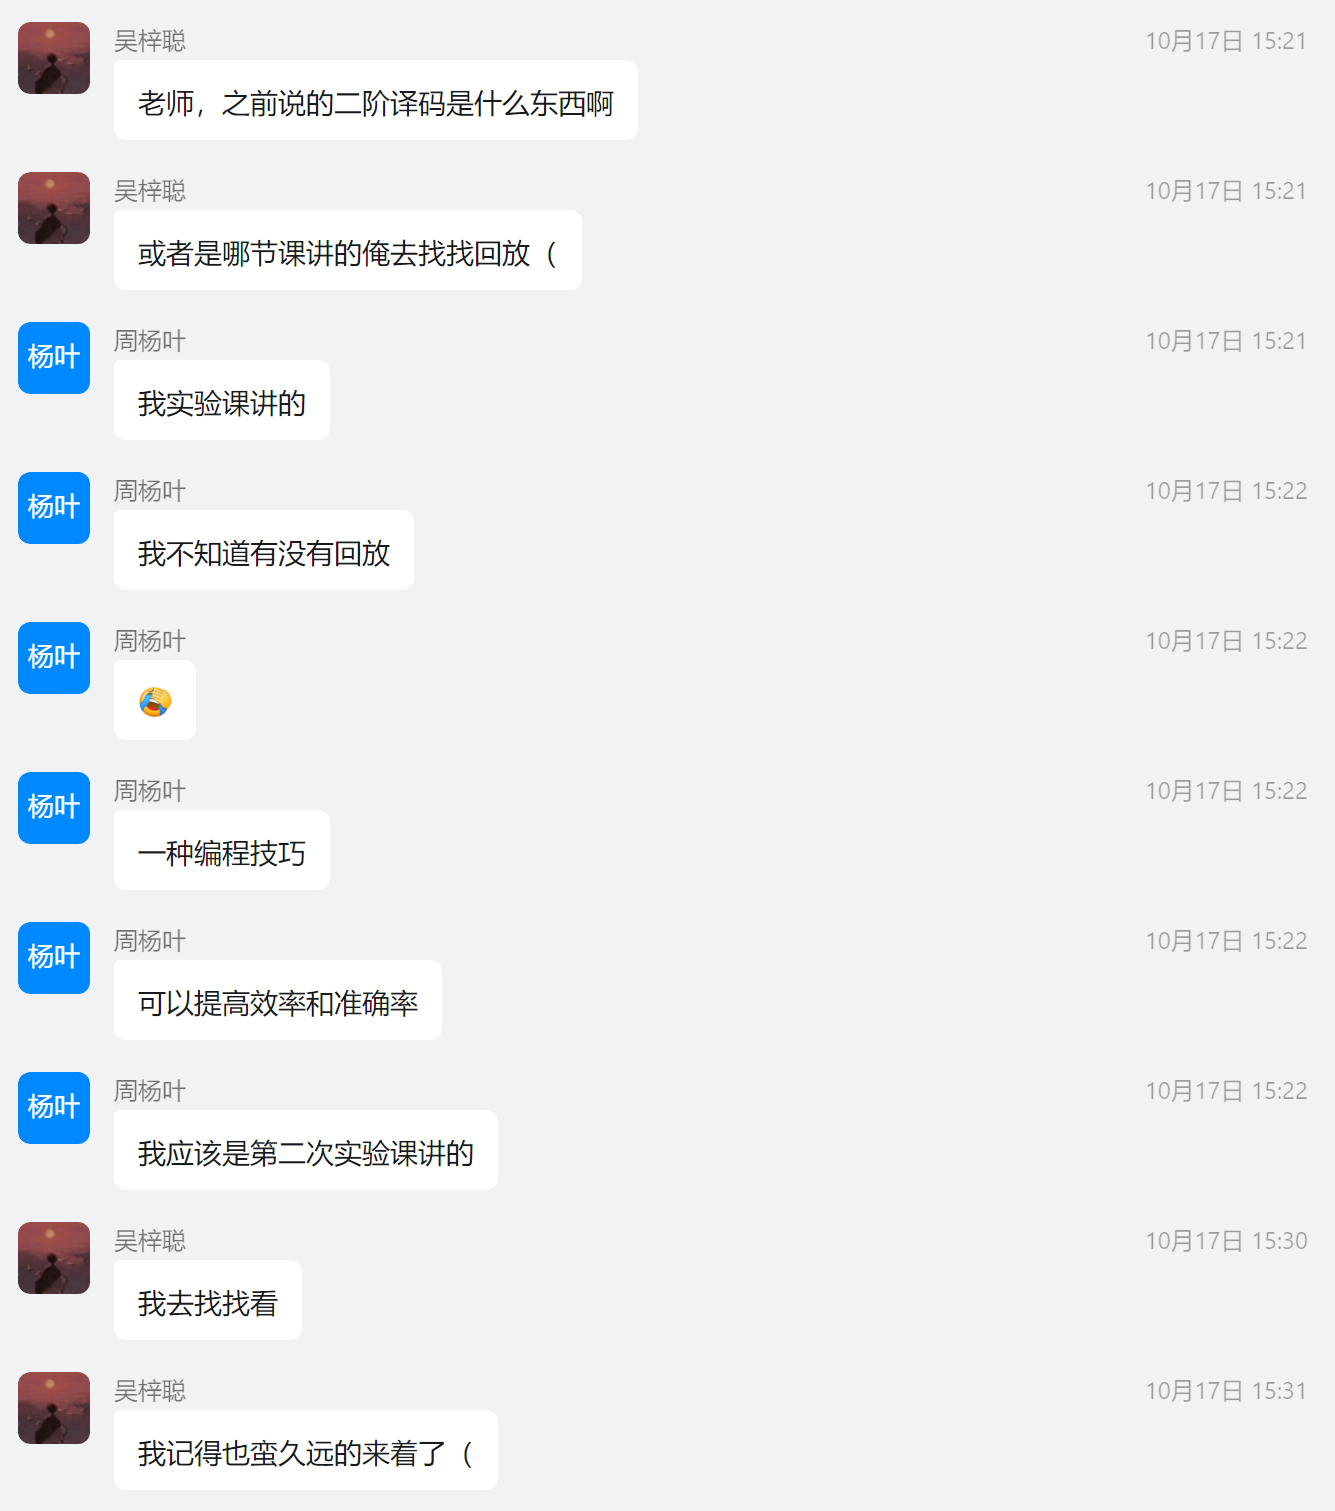 吴梓聪 10月17日 15:21
老师，之前说的二阶译码是什么东西啊
吴梓聪 10月17日 15:21
或者是哪节课讲的俺去找找回放（
杨叶 周杨叶 10月17日 15:21
我实验课讲的
杨叶 周杨叶 10月17日 15:22
我不知道有没有回放
杨叶 周杨叶 10月17日 15:22
杨叶 周杨叶 10月17日 15:22
一种编程技巧
杨叶 周杨叶 10月17日 15:22
可以提高效率和准确率
杨叶 周杨叶 10月17日 15:22
我应该是第二次实验课讲的
吴梓聪 10月17日 15:30
我去找找看
吴梓聪 10月17日 15:31
我记得也蛮久远的来着了（